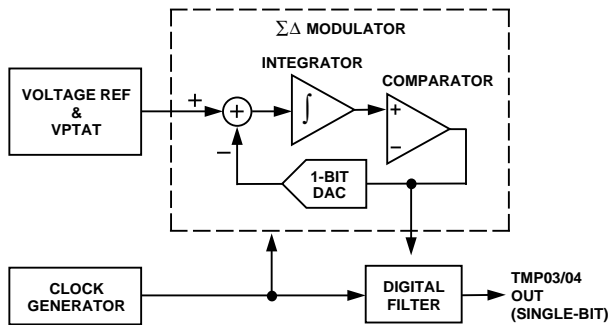 ΣΔ MODULATOR
INTEGRATOR
COMPARATOR
VOLTAGE REF
&
VPTAT
+
+
∫
+
−
−
1-BIT
DAC
CLOCK
GENERATOR
DIGITAL
FILTER
TMP03/04
OUT
(SINGLE-BIT)